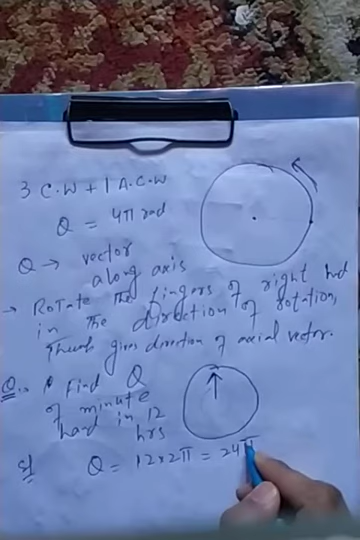 3 C.W + 1 A.C.W
Q = 4π rad
Q → vector
along axis
→ Rotate the fingers of right hnd
in the direction of rotation,
Thumb gives direction of axial vector.
Q. Find Q
of minute
hand in 12
hrs
Sol Q = 12×2π = 24π